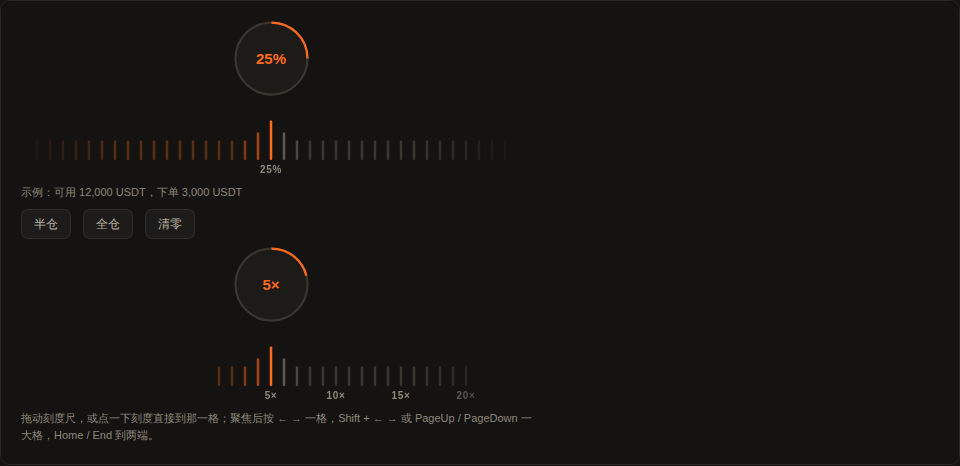 25%
25%
示例：可用 12,000 USDT，下单 3,000 USDT
半仓 全仓 清零
5×
5× 10× 15× 20×
拖动刻度尺，或点一下刻度直接到那一格；聚焦后按 ← → 一格，Shift + ← → 或 PageUp / PageDown 一
大格，Home / End 到两端。